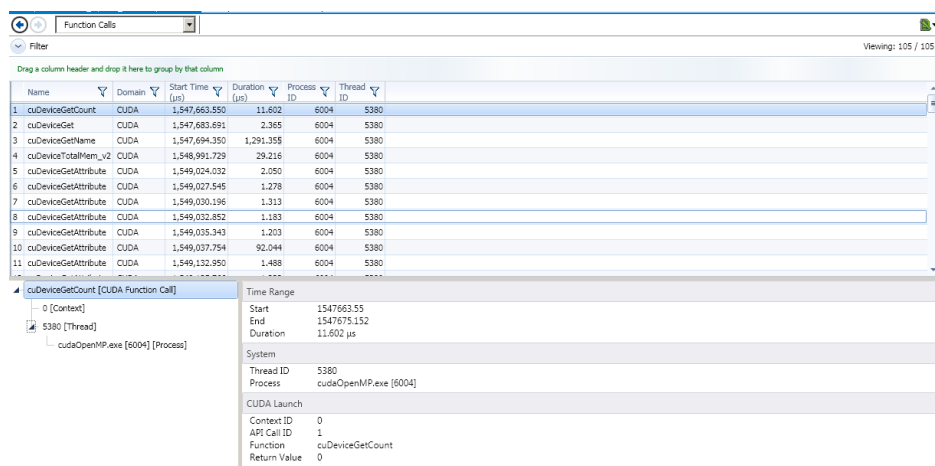 Function Calls
Filter Viewing: 105 / 105
Drag a column header and drop it here to group by that column
Name Domain Start Time (µs) Duration (µs) Process ID Thread ID
1 cuDeviceGetCount CUDA 1,547,663.550 11.602 6004 5380
2 cuDeviceGet CUDA 1,547,683.691 2.365 6004 5380
3 cuDeviceGetName CUDA 1,547,694.350 1,291.355 6004 5380
4 cuDeviceTotalMem_v2 CUDA 1,548,991.729 29.216 6004 5380
5 cuDeviceGetAttribute CUDA 1,549,024.032 2.050 6004 5380
6 cuDeviceGetAttribute CUDA 1,549,027.545 1.278 6004 5380
7 cuDeviceGetAttribute CUDA 1,549,030.196 1.313 6004 5380
8 cuDeviceGetAttribute CUDA 1,549,032.852 1.183 6004 5380
9 cuDeviceGetAttribute CUDA 1,549,035.343 1.203 6004 5380
10 cuDeviceGetAttribute CUDA 1,549,037.754 92.044 6004 5380
11 cuDeviceGetAttribute CUDA 1,549,132.950 1.488 6004 5380
cuDeviceGetCount [CUDA Function Call]
0 [Context]
5380 [Thread]
cudaOpenMP.exe [6004] [Process]
Time Range
Start 1547663.55
End 1547675.152
Duration 11.602 µs
System
Thread ID 5380
Process cudaOpenMP.exe [6004]
CUDA Launch
Context ID 0
API Call ID 1
Function cuDeviceGetCount
Return Value 0